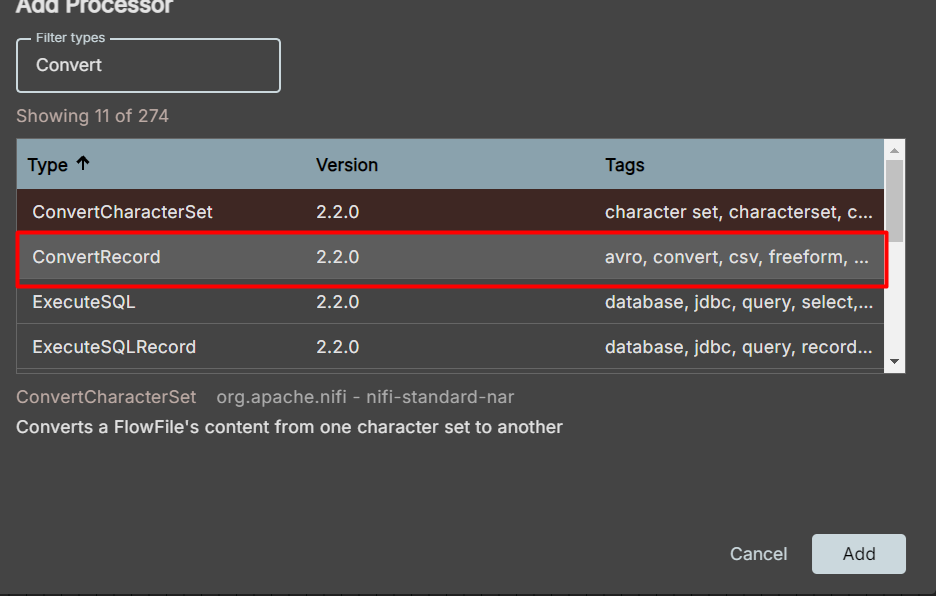 Add Processor
Filter types
Convert
Showing 11 of 274
Type Version Tags
ConvertCharacterSet 2.2.0 character set, characterset, c...
ConvertRecord 2.2.0 avro, convert, csv, freeform, ...
ExecuteSQL 2.2.0 database, jdbc, query, select,...
ExecuteSQLRecord 2.2.0 database, jdbc, query, record...
ConvertCharacterSet org.apache.nifi - nifi-standard-nar
Converts a FlowFile's content from one character set to another
Cancel Add